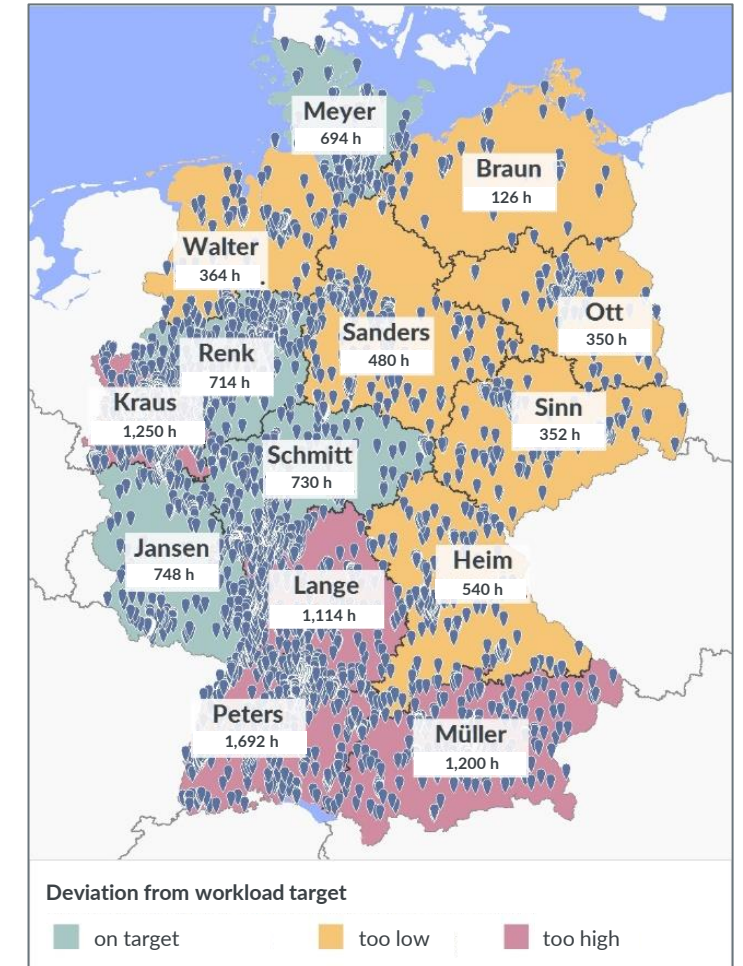 Meyer
694 h
Braun
126 h
Walter
364 h
Ott
350 h
Sanders
480 h
Renk
714 h
Kraus
1,250 h
Sinn
352 h
Schmitt
730 h
Jansen
748 h
Heim
540 h
Lange
1,114 h
Peters
1,692 h
Müller
1,200 h
Deviation from workload target
on target
too low
too high